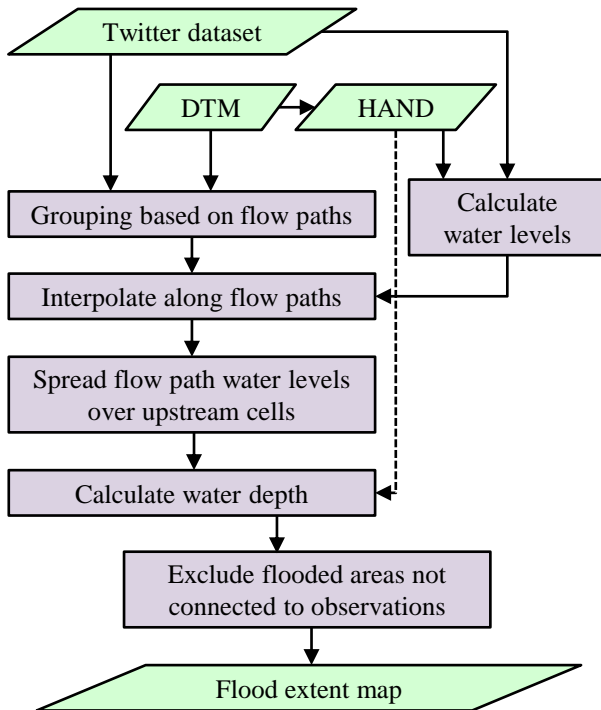 Twitter dataset
DTM
HAND
Grouping based on flow paths
Calculate
water levels
Interpolate along flow paths
Spread flow path water levels
over upstream cells
Calculate water depth
Exclude flooded areas not
connected to observations
Flood extent map